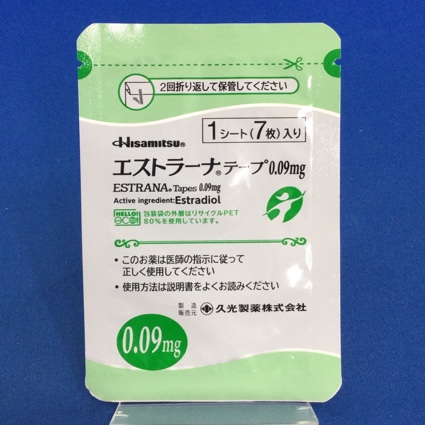 2回折り返して保管してください
1シート(7枚)入り
Hisamitsu®
エストラーナ®テープ0.09mg
ESTRANA® Tapes 0.09mg
Active ingredient:Estradiol
HELLO! 包装袋の外層はリサイクルPET
80%を使用しています。
・このお薬は医師の指示に従って
正しく使用してください
・使用方法は説明書をよくお読みください
製造
販売元 久光製薬株式会社
0.09mg